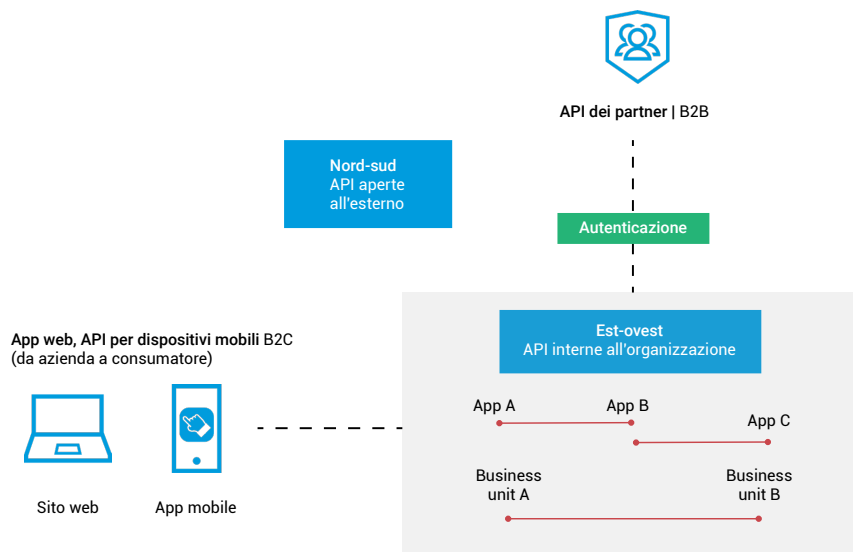 API dei partner | B2B
Nord-sud
API aperte
all'esterno
Autenticazione
Est-ovest
API interne all'organizzazione
App web, API per dispositivi mobili B2C
(da azienda a consumatore)
App A
App B
App C
Business
unit A
Business
unit B
Sito web
App mobile